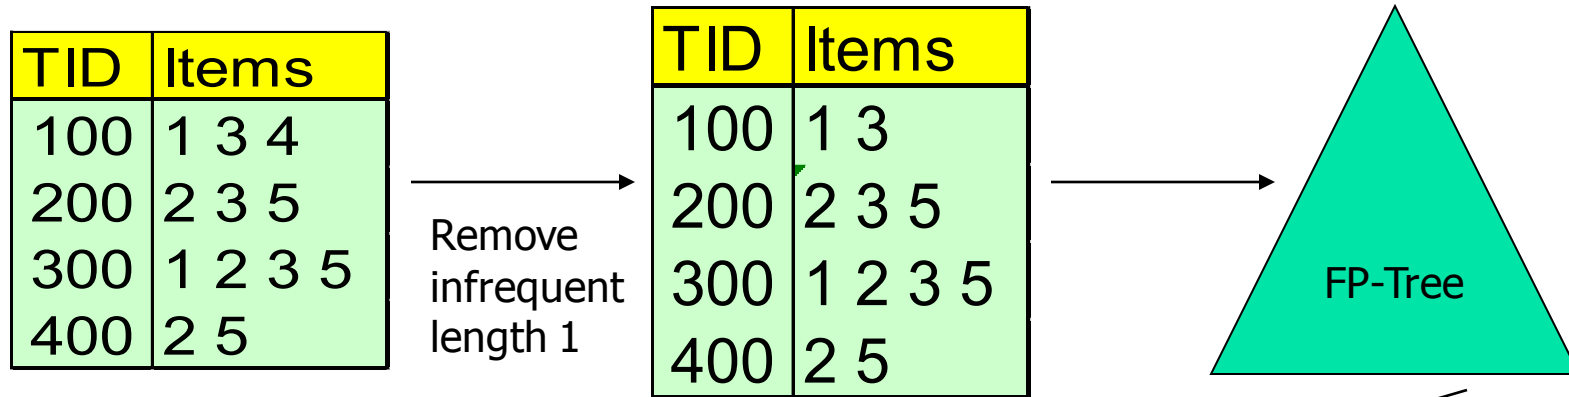 TID Items
100 1 3 4
200 2 3 5
300 1 2 3 5
400 2 5
Remove
infrequent
length 1
TID Items
100 1 3
200 2 3 5
300 1 2 3 5
400 2 5
FP-Tree